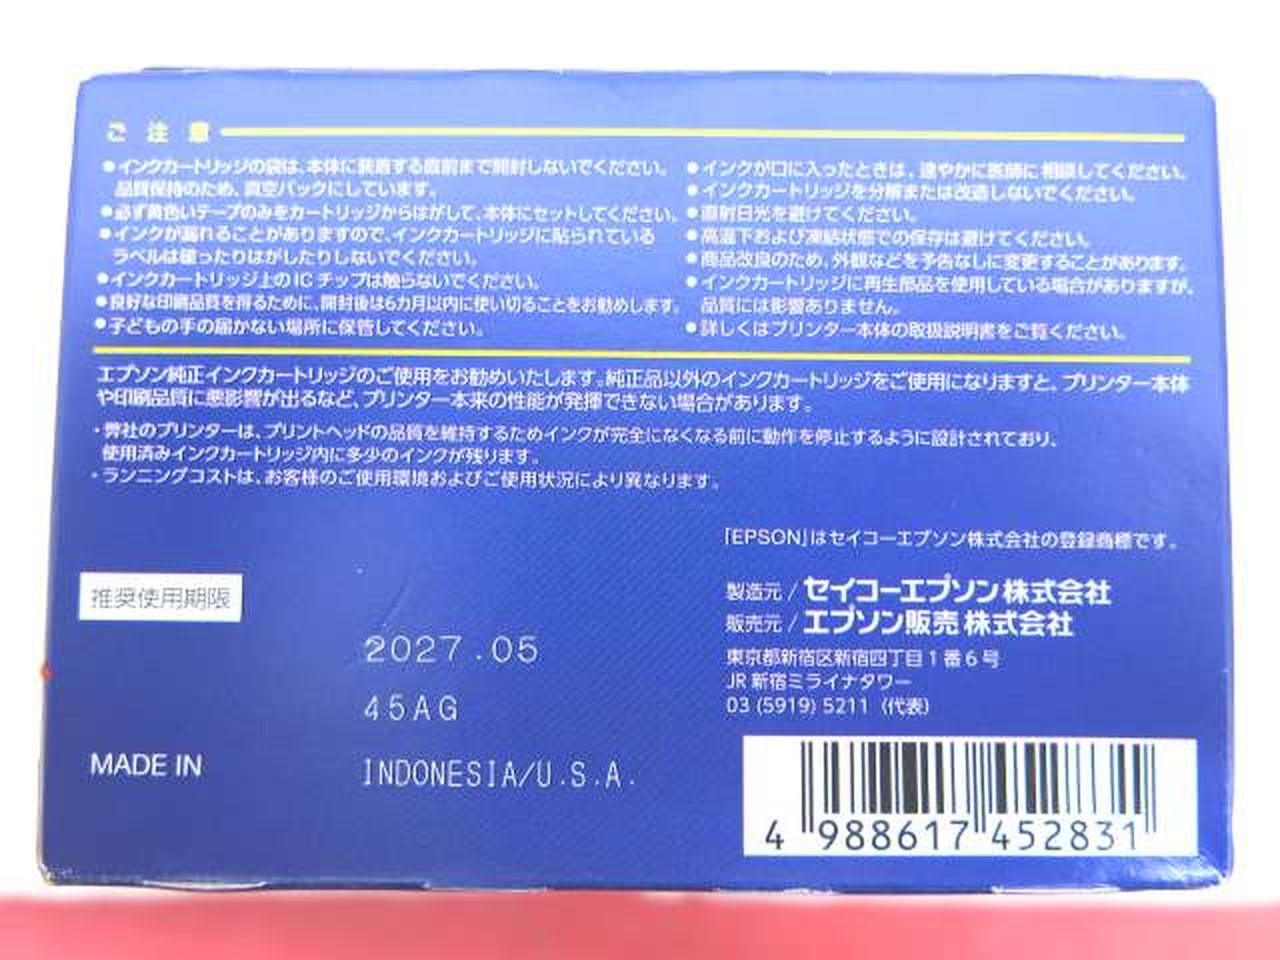 ご注意
●インクカートリッジの袋は、本体に装着する直前まで開封しないでください。
品質保持のため、真空パックにしています。
●必ず黄色いテープのみをカートリッジからはがして、本体にセットしてください。
●インクが漏れることがありますので、インクカートリッジに貼られている
ラベルは破ったりはがしたりしないでください。
●インクカートリッジ上のICチップは触らないでください。
●良好な印刷品質を得るために、開封後は6カ月以内に使い切ることをお勧めします。
●子どもの手の届かない場所に保管してください。
●インクが口に入ったときは、速やかに医師に相談してください。
●インクカートリッジを分解または改造しないでください。
●直射日光を避けてください。
●高温下および凍結状態での保存は避けてください。
●商品改良のため、外観などを予告なしに変更することがあります。
●インクカートリッジに再生部品を使用している場合がありますが、
品質には影響ありません。
●詳しくはプリンター本体の取扱説明書をご覧ください。
エプソン純正インクカートリッジのご使用をお勧めいたします。純正品以外のインクカートリッジをご使用になりますと、プリンター本体
や印刷品質に悪影響が出るなど、プリンター本来の性能が発揮できない場合があります。
・弊社のプリンターは、プリントヘッドの品質を維持するためインクが完全になくなる前に動作を停止するように設計されており、
使用済みインクカートリッジ内に多少のインクが残ります。
・ランニングコストは、お客様のご使用環境およびご使用状況により異なります。
「EPSON」はセイコーエプソン株式会社の登録商標です。
製造元/セイコーエプソン株式会社
販売元/エプソン販売株式会社
東京都新宿区新宿四丁目1番6号
JR新宿ミライナタワー
03 (5919) 5211 (代表)
推奨使用期限
2027.05
45AG
MADE IN INDONESIA/U.S.A.
4 988617 452831